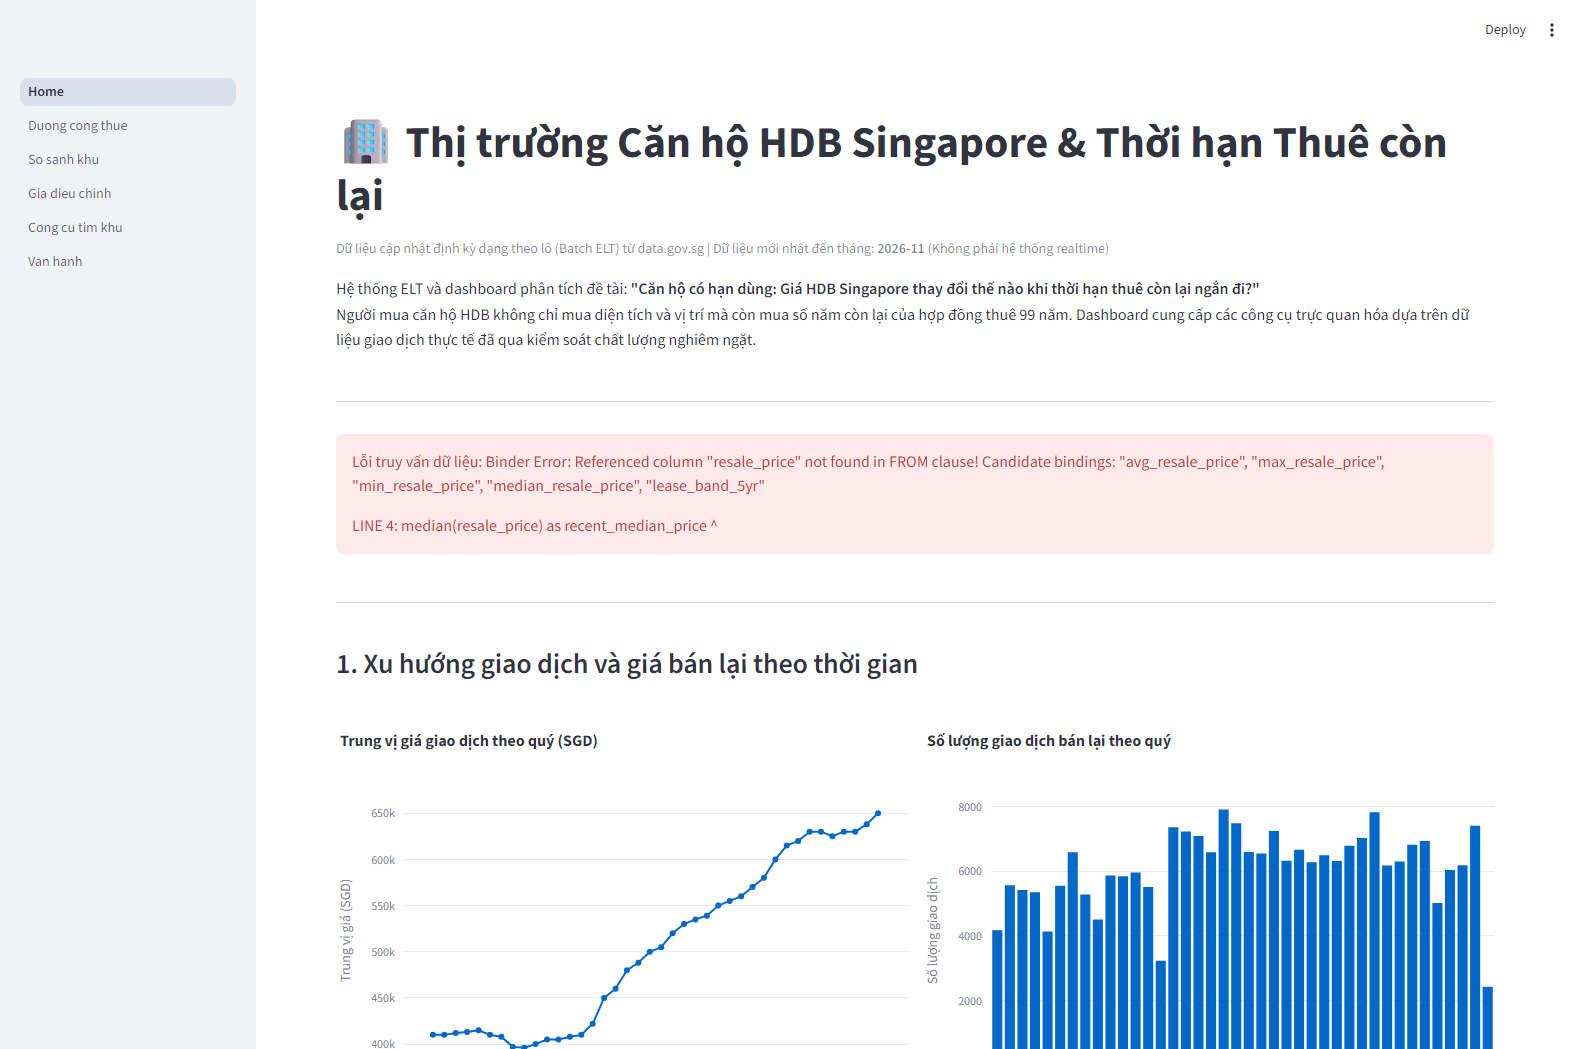 Deploy
Home
Duong cong thue
So sanh khu
Gia dieu chinh
Cong cu tim khu
Van hanh
Thị trường Căn hộ HDB Singapore & Thời hạn Thuê còn
lại
Dữ liệu cập nhật định kỳ dạng theo lô (Batch ELT) từ data.gov.sg | Dữ liệu mới nhất đến tháng: 2026-11 (Không phải hệ thống realtime)
Hệ thống ELT và dashboard phân tích đề tài: "Căn hộ có hạn dùng: Giá HDB Singapore thay đổi thế nào khi thời hạn thuê còn lại ngắn đi?"
Người mua căn hộ HDB không chỉ mua diện tích và vị trí mà còn mua số năm còn lại của hợp đồng thuê 99 năm. Dashboard cung cấp các công cụ trực quan hóa dựa trên dữ
liệu giao dịch thực tế đã qua kiểm soát chất lượng nghiêm ngặt.
Lỗi truy vấn dữ liệu: Binder Error: Referenced column "resale_price" not found in FROM clause! Candidate bindings: "avg_resale_price", "max_resale_price",
"min_resale_price", "median_resale_price", "lease_band_5yr"
LINE 4: median(resale_price) as recent_median_price ^
1. Xu hướng giao dịch và giá bán lại theo thời gian
Trung vị giá giao dịch theo quý (SGD)
Trung vị giá (SGD)
650k
600k
550k
500k
450k
400k
Số lượng giao dịch bán lại theo quý
Số lượng giao dịch
8000
6000
4000
2000